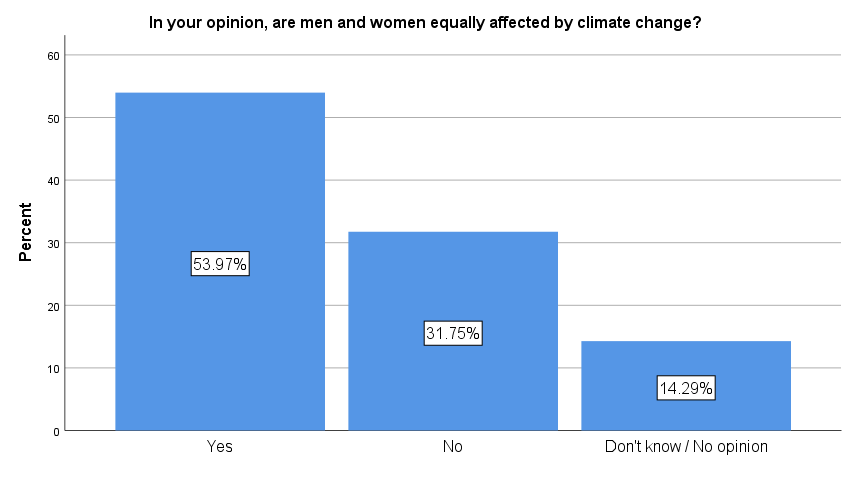 In your opinion, are men and women equally affected by climate change?
60
50
40
30
20
10
0
Percent
53.97%
31.75%
14.29%
Yes
No
Don't know / No opinion